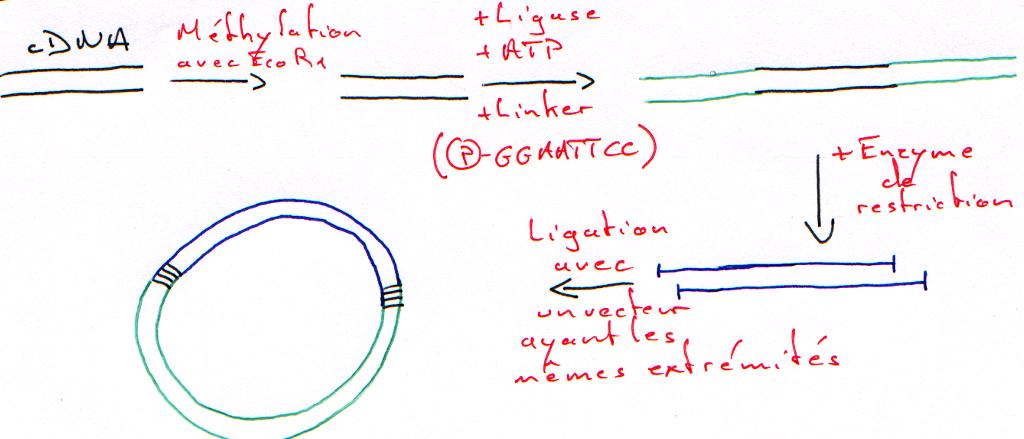 cDNA
Méthylation
avec EcoR1
+Ligase
+ATP
+Linker
(P-GGAATTCC)
+Enzyme
de
restriction
Ligation
avec
un vecteur
ayant les
mêmes extrémités